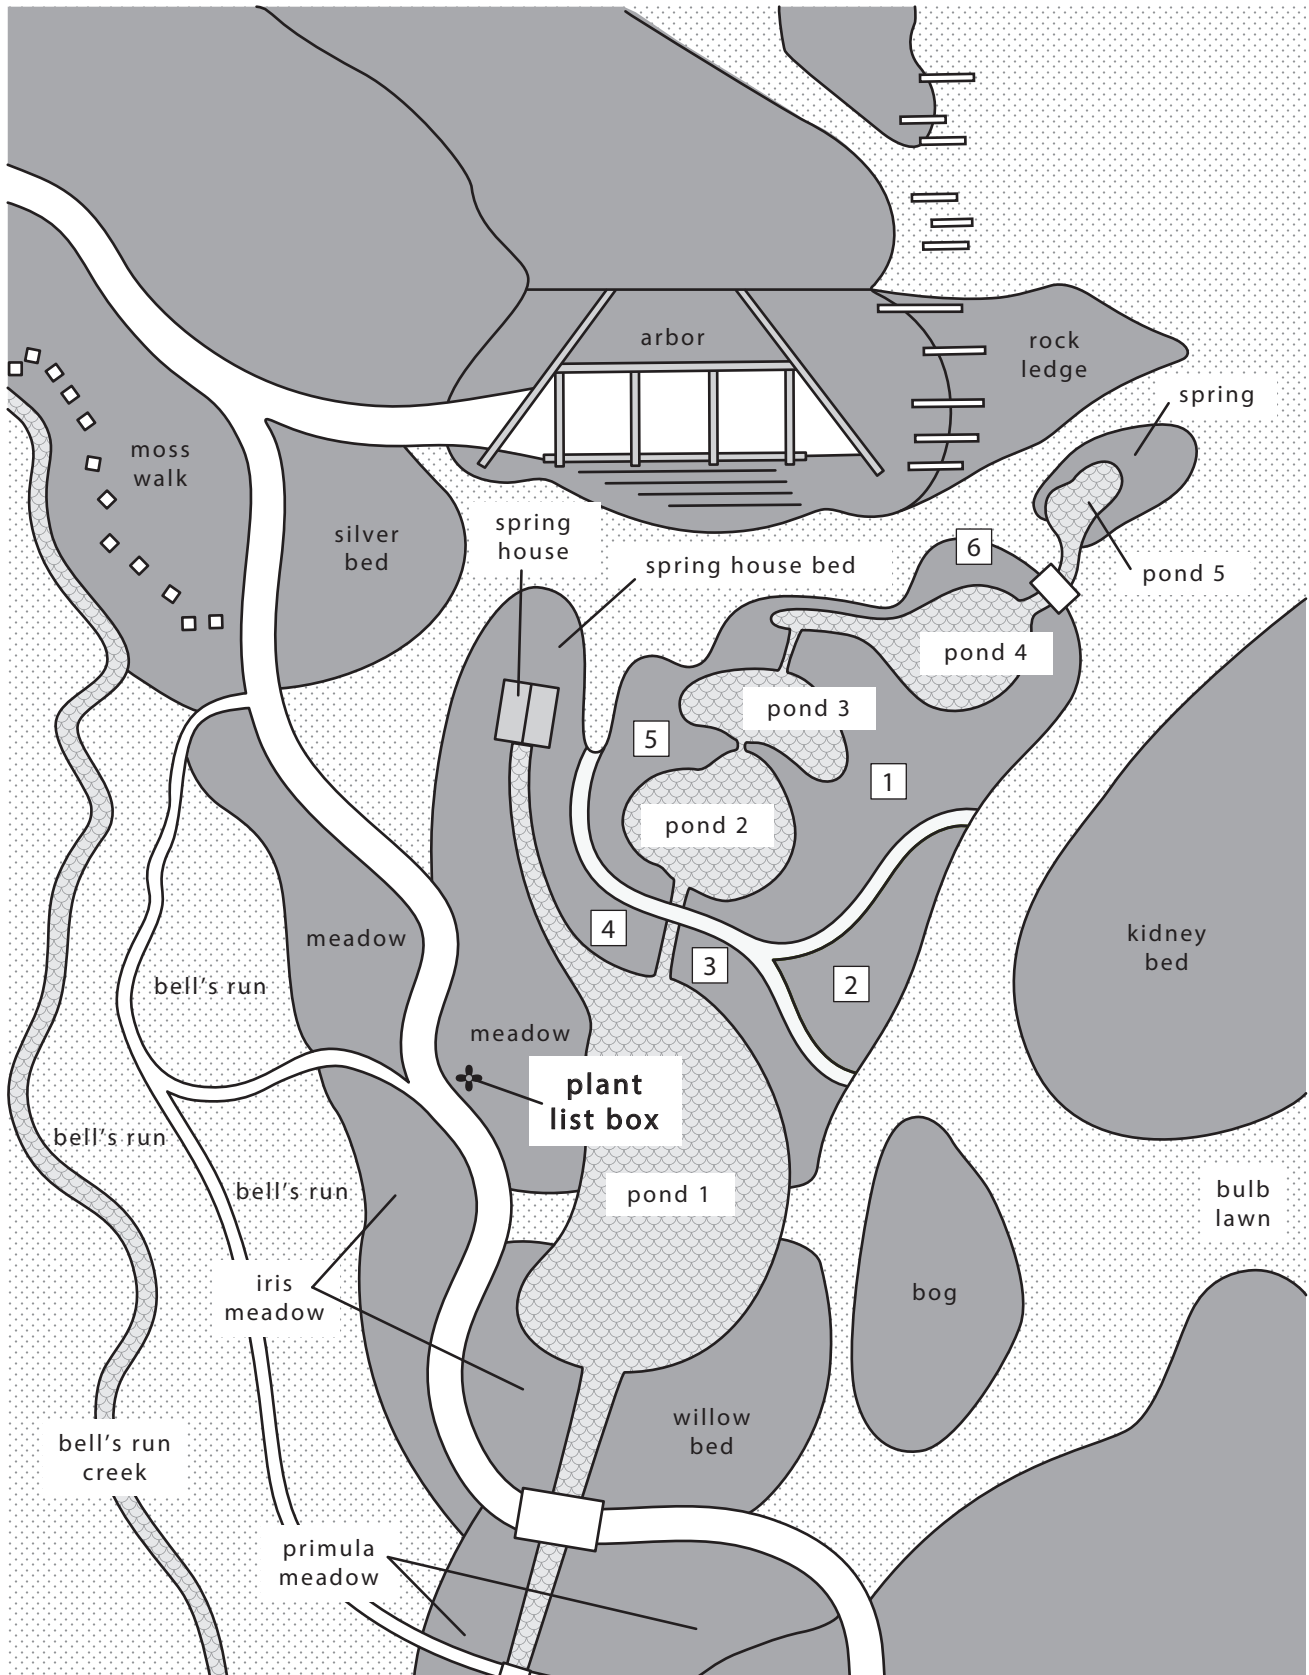 arbor
rock
ledge
spring
moss
walk
silver
bed
spring
house
spring house bed
6
pond 5
pond 4
pond 3
5
1
pond 2
4
3
2
kidney
bed
meadow
bell's run
meadow
plant
list box
bell's run
bell's run
pond 1
bulb
lawn
iris
meadow
bog
willow
bed
bell's run
creek
primula
meadow